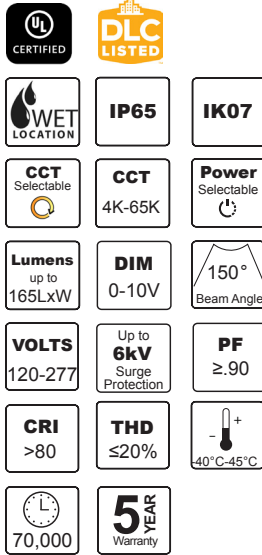 UL
CERTIFIED
DLC
LISTED
WET
LOCATION
IP65
IK07
CCT
Selectable
CCT
4K-65K
Power
Selectable
Lumens
up to
165LxW
DIM
0-10V
150°
Beam Angle
VOLTS
120-277
Up to
6kV
Surge
Protection
PF
≥.90
CRI
>80
THD
≤20%
- +
-40°C-45°C
70,000
5 YEAR
Warranty